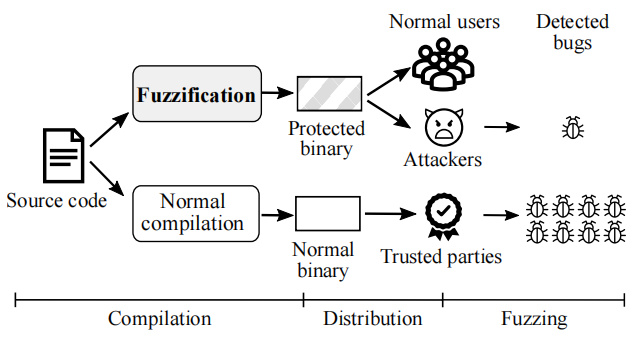 Normal users
Detected
bugs
Fuzzification
Protected
binary
Attackers
Source code
Normal
compilation
Normal
binary
Trusted parties
Compilation
Distribution
Fuzzing